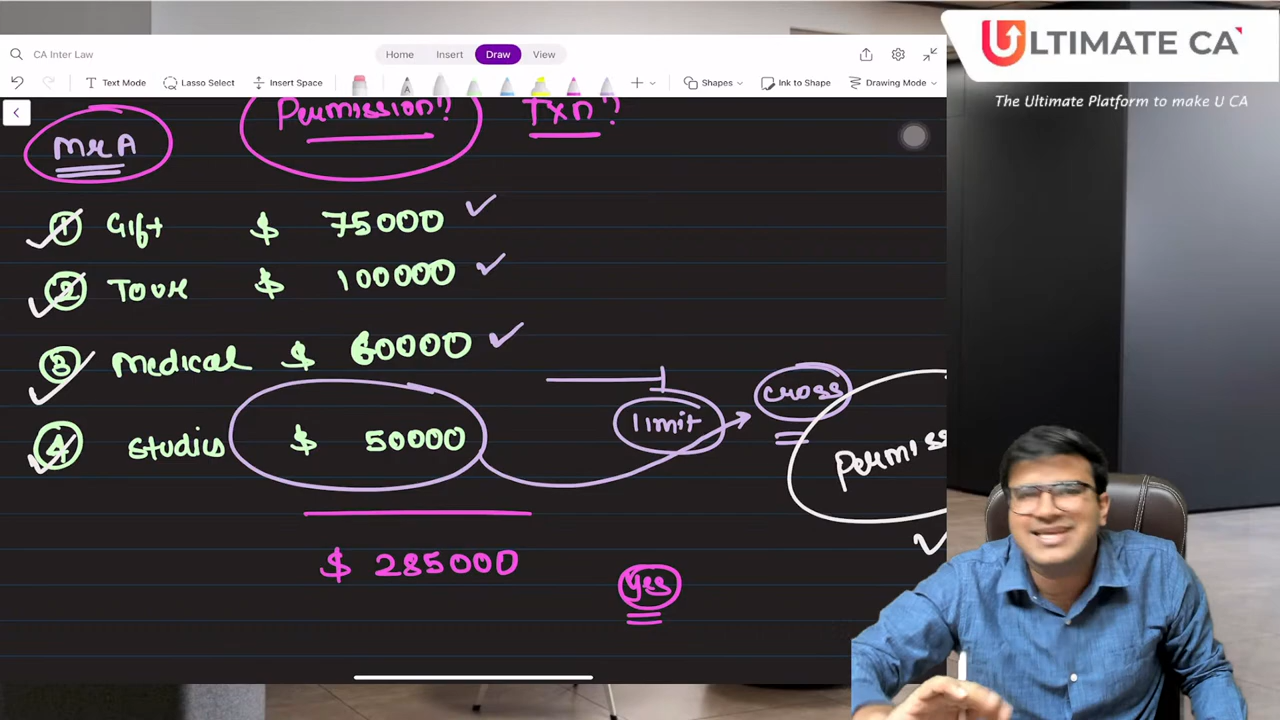 ULTIMATE CA
The Ultimate Platform to make U CA
CA Inter Law
Home Insert Draw View
Text Mode Lasso Select Insert Space Shapes Ink to Shape Drawing Mode
Permission?? Txn??
Mr A
① Gift $ 75000
② Tour $ 100000
③ Medical $ 60000
cross
limit
④ Studies $ 50000
Permiss
$ 285000
Yes